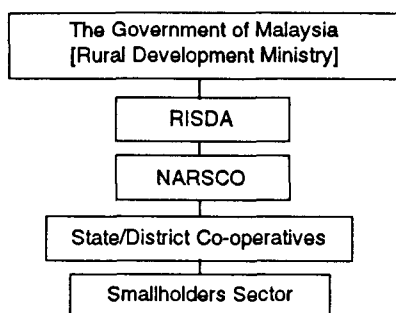 The Government of Malaysia
[Rural Development Ministry]
RISDA
NARSCO
State/District Co-operatives
Smallholders Sector